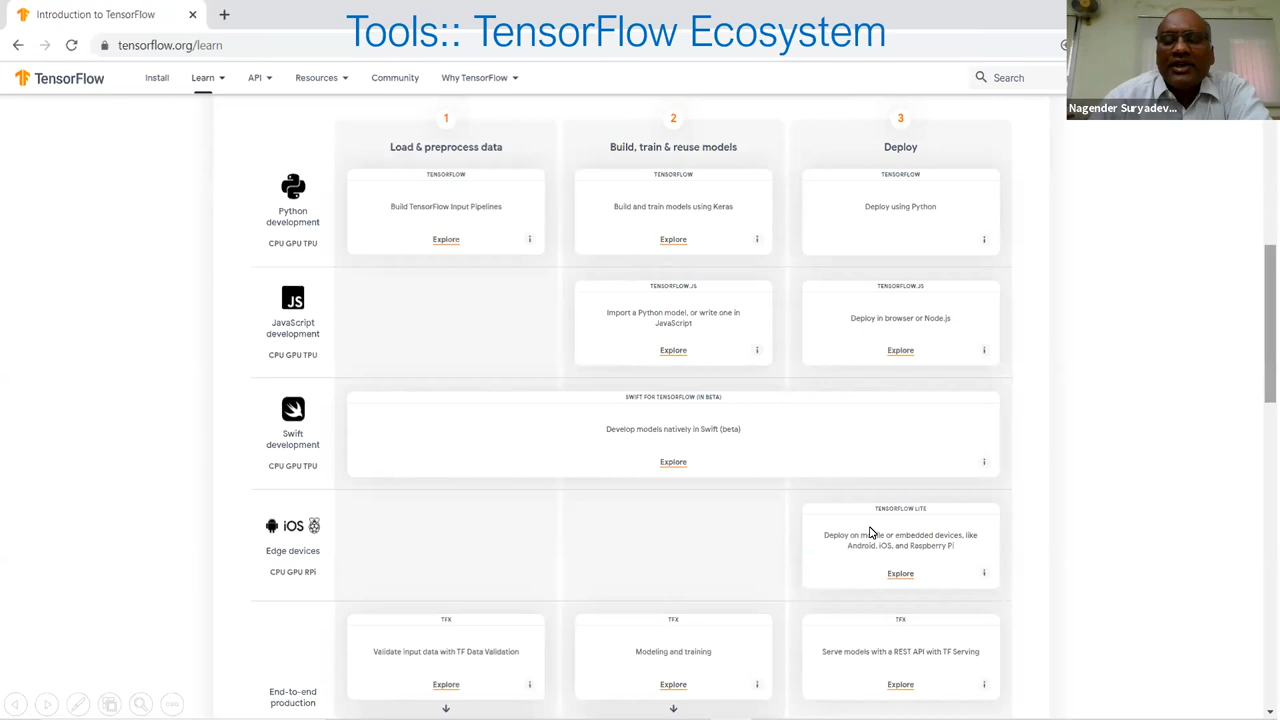 Introduction to TensorFlow
Tools:: TensorFlow Ecosystem
tensorflow.org/learn
TensorFlow
Install
Learn
API
Resources
Community
Why TensorFlow
Search
Nagender Suryadev...
1
2
3
Load & preprocess data
Build, train & reuse models
Deploy
Python
development
CPU GPU TPU
TENSORFLOW
Build TensorFlow Input Pipelines
Explore
TENSORFLOW
Build and train models using Keras
Explore
TENSORFLOW
Deploy using Python
JS
JavaScript
development
CPU GPU TPU
TENSORFLOW.JS
Import a Python model, or write one in
JavaScript
Explore
TENSORFLOW.JS
Deploy in browser or Node.js
Explore
Swift
development
CPU GPU TPU
SWIFT FOR TENSORFLOW (IN BETA)
Develop models natively in Swift (beta)
Explore
iOS
Edge devices
CPU GPU RPi
TENSORFLOW LITE
Deploy on mobile or embedded devices, like
Android, iOS, and Raspberry Pi
Explore
End-to-end
production
TFX
Validate input data with TF Data Validation
Explore
TFX
Modeling and training
Explore
TFX
Serve models with a REST API with TF Serving
Explore